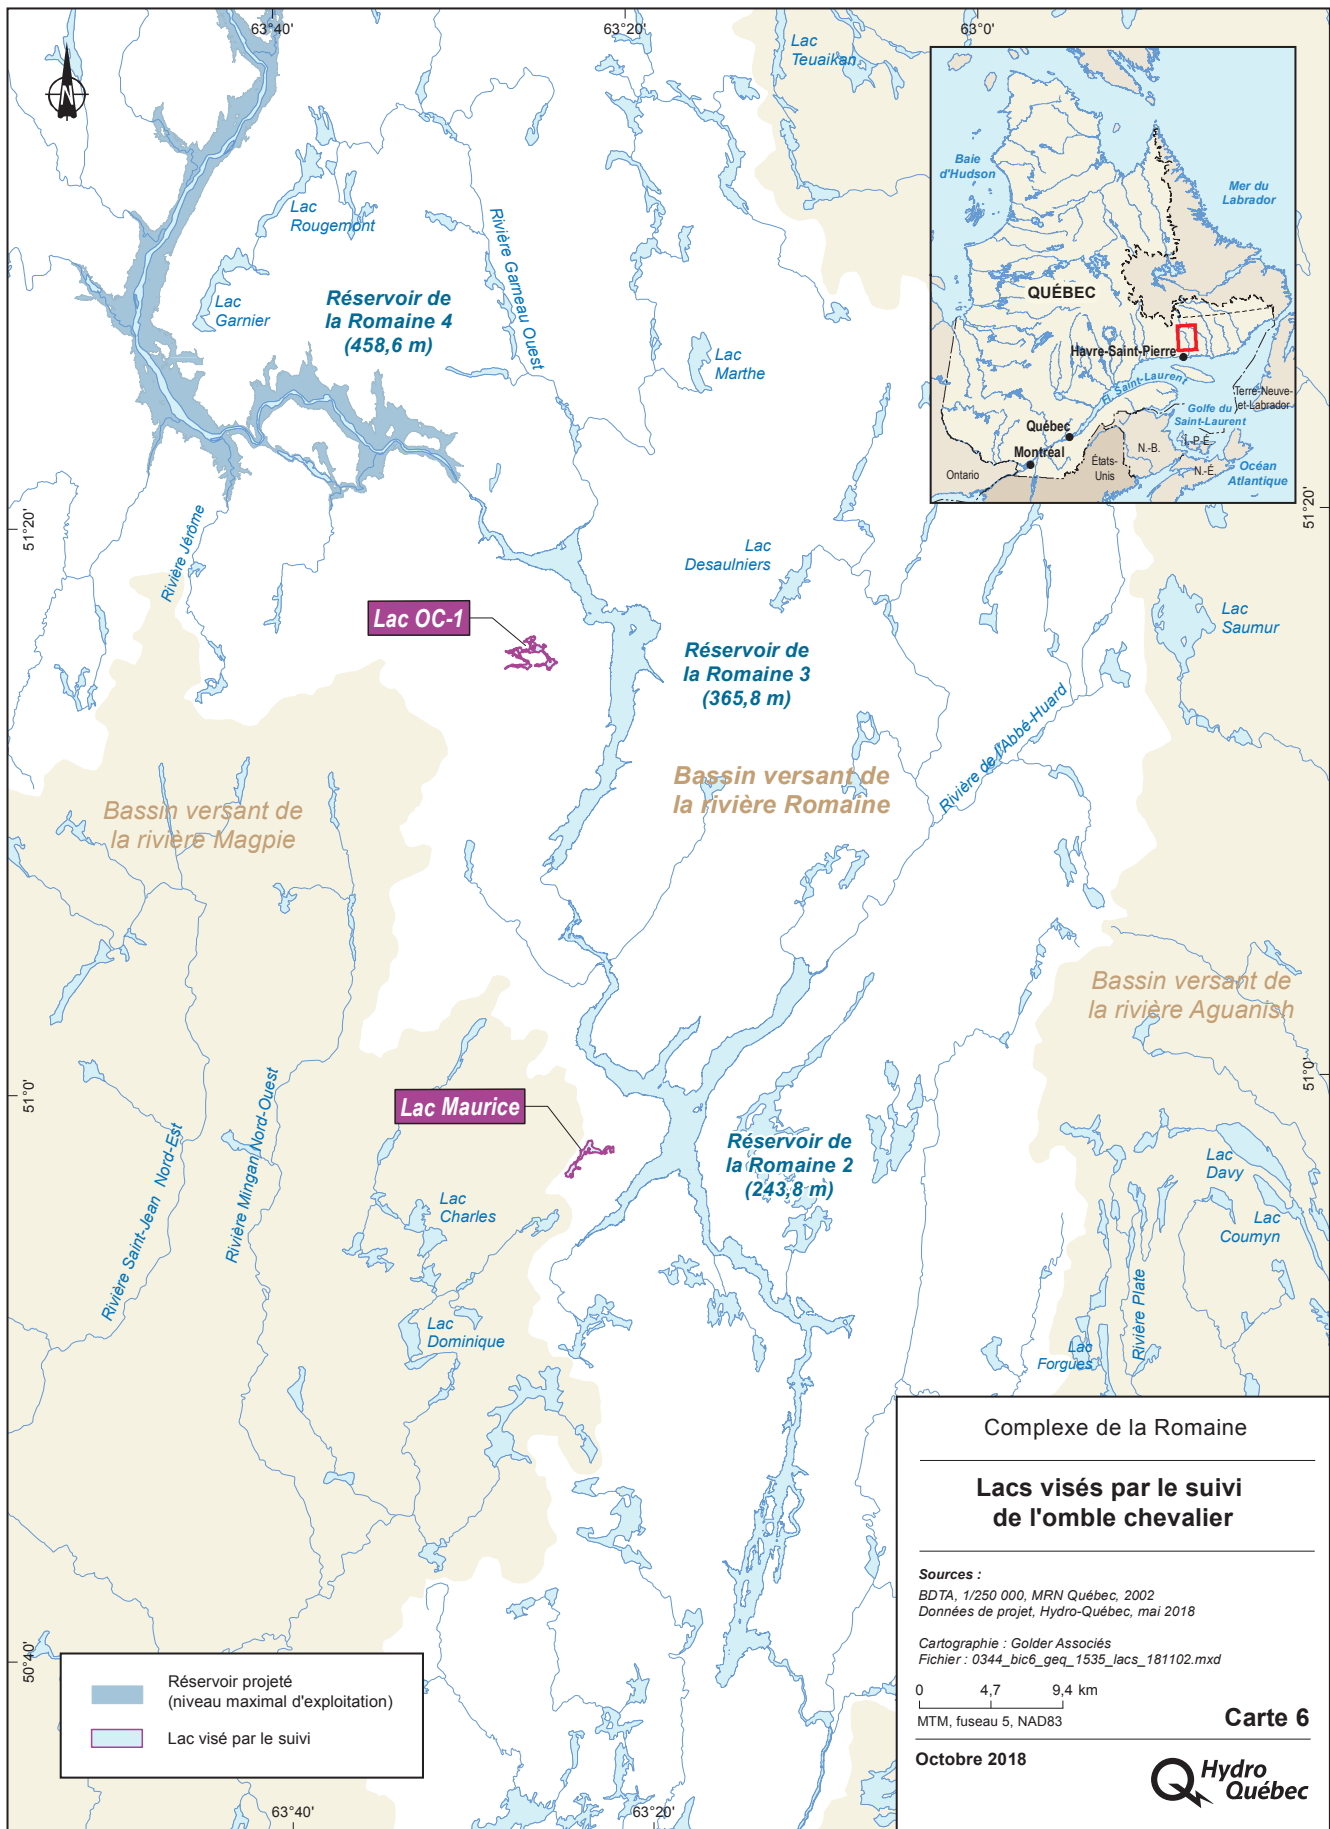 63°40'
63°20'
63°0'
N
Lac
Teuaikan
Lac
Rougemont
Rivière Garneau Ouest
Lac
Garnier
Réservoir de
la Romaine 4
(458,6 m)
Lac
Marthe
Baie
d'Hudson
Mer du
Labrador
QUÉBEC
Havre-Saint-Pierre
Fl. Saint-Laurent
Terre-Neuve-
et-Labrador
Golfe du
Saint-Laurent
Québec
Î.-P.-É.
Montréal
N.-B.
États-
Unis
N.-É.
Ontario
Océan
Atlantique
51°20'
51°20'
Rivière Jérôme
Lac
Desaulniers
Lac OC-1
Lac
Saumur
Réservoir de
la Romaine 3
(365,8 m)
Rivière de l'Abbé-Huard
Bassin versant de
la rivière Romaine
Bassin versant de
la rivière Magpie
Bassin versant de
la rivière Aguanish
51°0'
51°0'
Lac Maurice
Rivière Saint-Jean Nord-Est
Rivière Mingan Nord-Ouest
Réservoir de
la Romaine 2
(243,8 m)
Lac
Davy
Lac
Charles
Lac
Coumyn
Rivière Plate
Lac
Dominique
Lac
Forgues
Complexe de la Romaine
Lacs visés par le suivi
de l'omble chevalier
Sources :
BDTA, 1/250 000, MRN Québec, 2002
Données de projet, Hydro-Québec, mai 2018
Cartographie : Golder Associés
Fichier : 0344_bic6_geq_1535_lacs_181102.mxd
0 4,7 9,4 km
MTM, fuseau 5, NAD83
Carte 6
Octobre 2018
Hydro
Québec
50°40'
Réservoir projeté
(niveau maximal d'exploitation)
Lac visé par le suivi
63°40'
63°20'